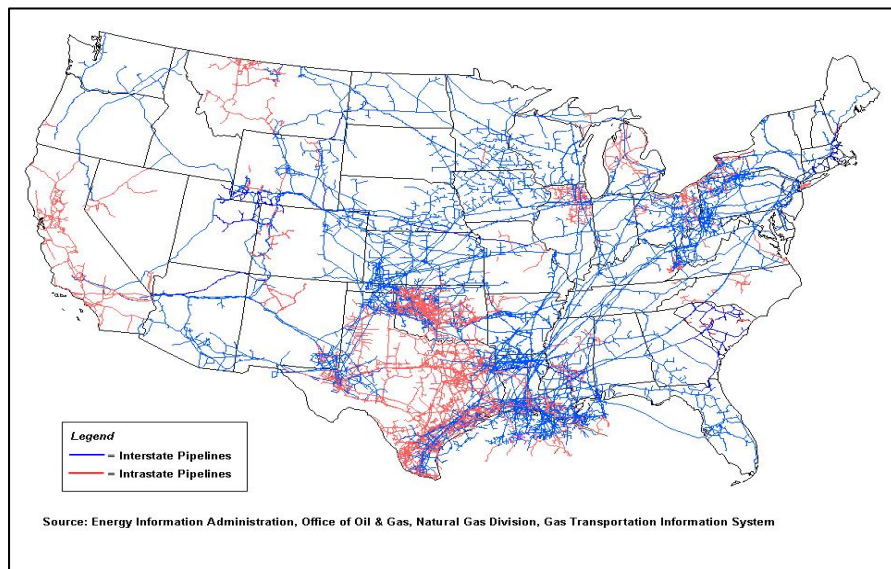 Legend
= Interstate Pipelines
= Intrastate Pipelines
Source: Energy Information Administration, Office of Oil & Gas, Natural Gas Division, Gas Transportation Information System